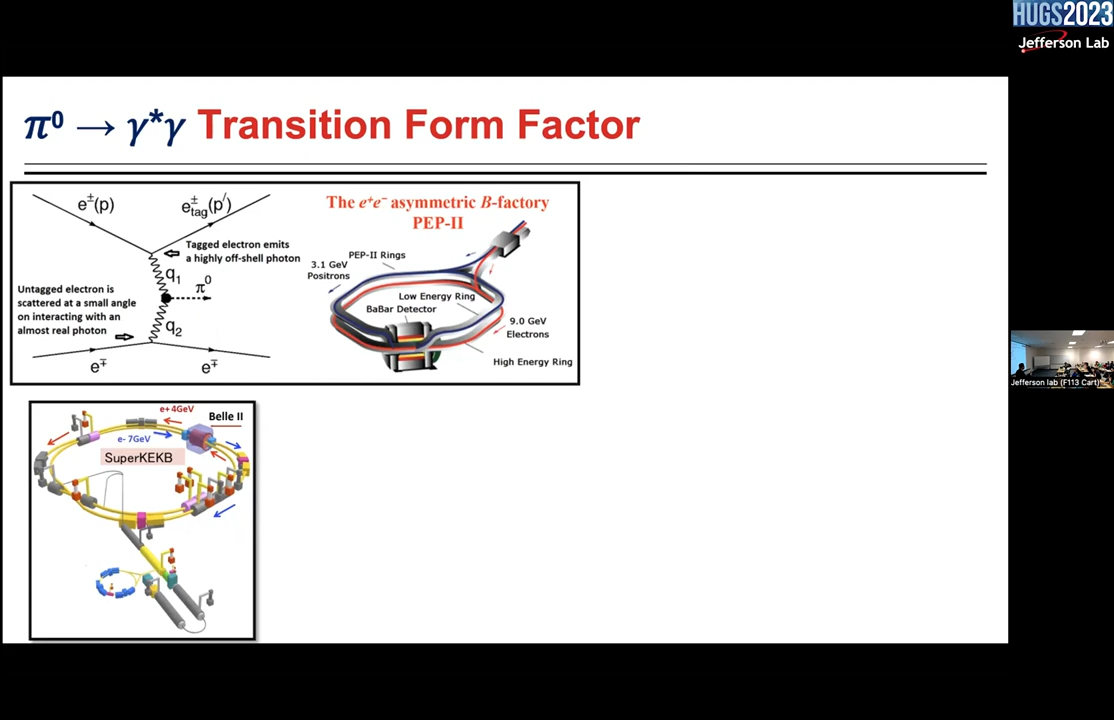 HUGS2023
Jefferson Lab
π⁰ → γ*γ Transition Form Factor
e±(p)
e±tag(p′)
Tagged electron emits
a highly off-shell photon
q1
π0
Untagged electron is
scattered at a small angle
on interacting with an
almost real photon
q2
e∓
e∓
The e⁺e⁻ asymmetric B-factory
PEP-II
PEP-II Rings
3.1 GeV
Positrons
Low Energy Ring
BaBar Detector
9.0 GeV
Electrons
High Energy Ring
e+ 4GeV
Belle II
e- 7GeV
SuperKEKB
Jefferson lab (F113 Cart)